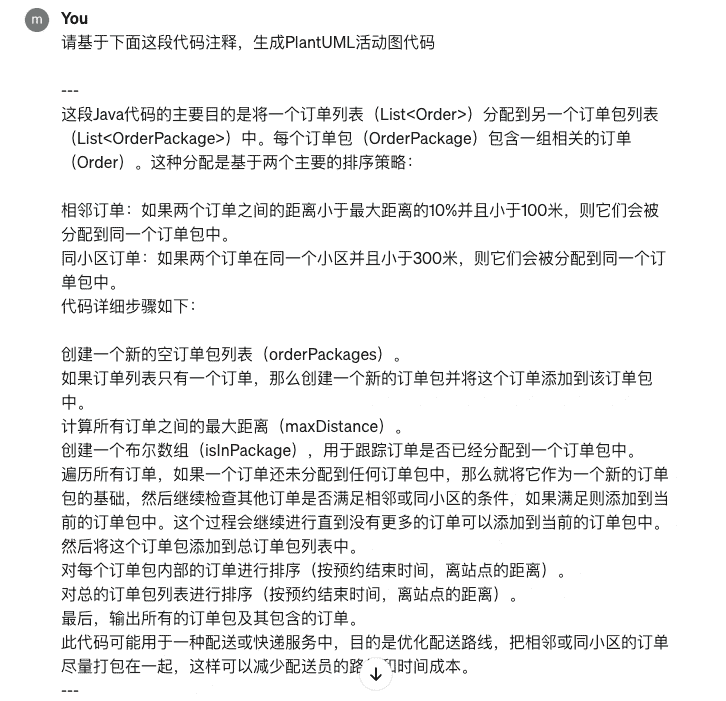 m
You
请基于下面这段代码注释，生成PlantUML活动图代码
---
这段Java代码的主要目的是将一个订单列表（List<Order>）分配到另一个订单包列表
（List<OrderPackage>）中。每个订单包（OrderPackage）包含一组相关的订单
（Order）。这种分配是基于两个主要的排序策略：
相邻订单：如果两个订单之间的距离小于最大距离的10%并且小于100米，则它们会被
分配到同一个订单包中。
同小区订单：如果两个订单在同一个小区并且小于300米，则它们会被分配到同一个订
单包中。
代码详细步骤如下：
创建一个新的空订单包列表（orderPackages）。
如果订单列表只有一个订单，那么创建一个新的订单包并将这个订单添加到该订单包
中。
计算所有订单之间的最大距离（maxDistance）。
创建一个布尔数组（isInPackage），用于跟踪订单是否已经分配到一个订单包中。
遍历所有订单，如果一个订单还未分配到任何订单包中，那么就将它作为一个新的订单
包的基础，然后继续检查其他订单是否满足相邻或同小区的条件，如果满足则添加到当
前的订单包中。这个过程会继续进行直到没有更多的订单可以添加到当前的订单包中。
然后将这个订单包添加到总订单包列表中。
对每个订单包内部的订单进行排序（按预约结束时间，离站点的距离）。
对总的订单包列表进行排序（按预约结束时间，离站点的距离）。
最后，输出所有的订单包及其包含的订单。
此代码可能用于一种配送或快递服务中，目的是优化配送路线，把相邻或同小区的订单
尽量打包在一起，这样可以减少配送员的路 和时间成本。
---